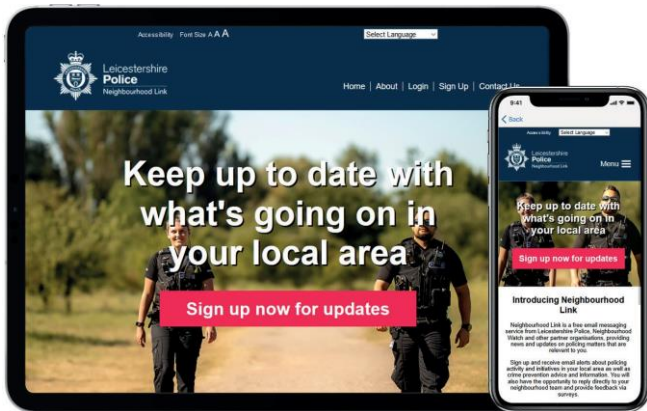 Accessibility Font Size A A A
Select Language
Leicestershire
Police
Neighbourhood Link
Home | About | Login | Sign Up | Contact Us
Keep up to date with
what's going on in
your local area
Sign up now for updates
9:41
Back
Accessibility Select Language
Leicestershire
Police
Neighbourhood Link
Menu
Keep up to date with
what's going on in
your local area
Sign up now for updates
Introducing Neighbourhood
Link
Neighbourhood Link is a free email messaging
service from Leicestershire Police, Neighbourhood
Watch and other partner organisations, providing
news and updates on policing matters that are
relevant to you.
Sign up and receive email alerts about policing
activity and initiatives in your local area as well as
crime prevention advice and information. You will
also have the opportunity to reply directly to your
neighbourhood team and provide feedback via
surveys.